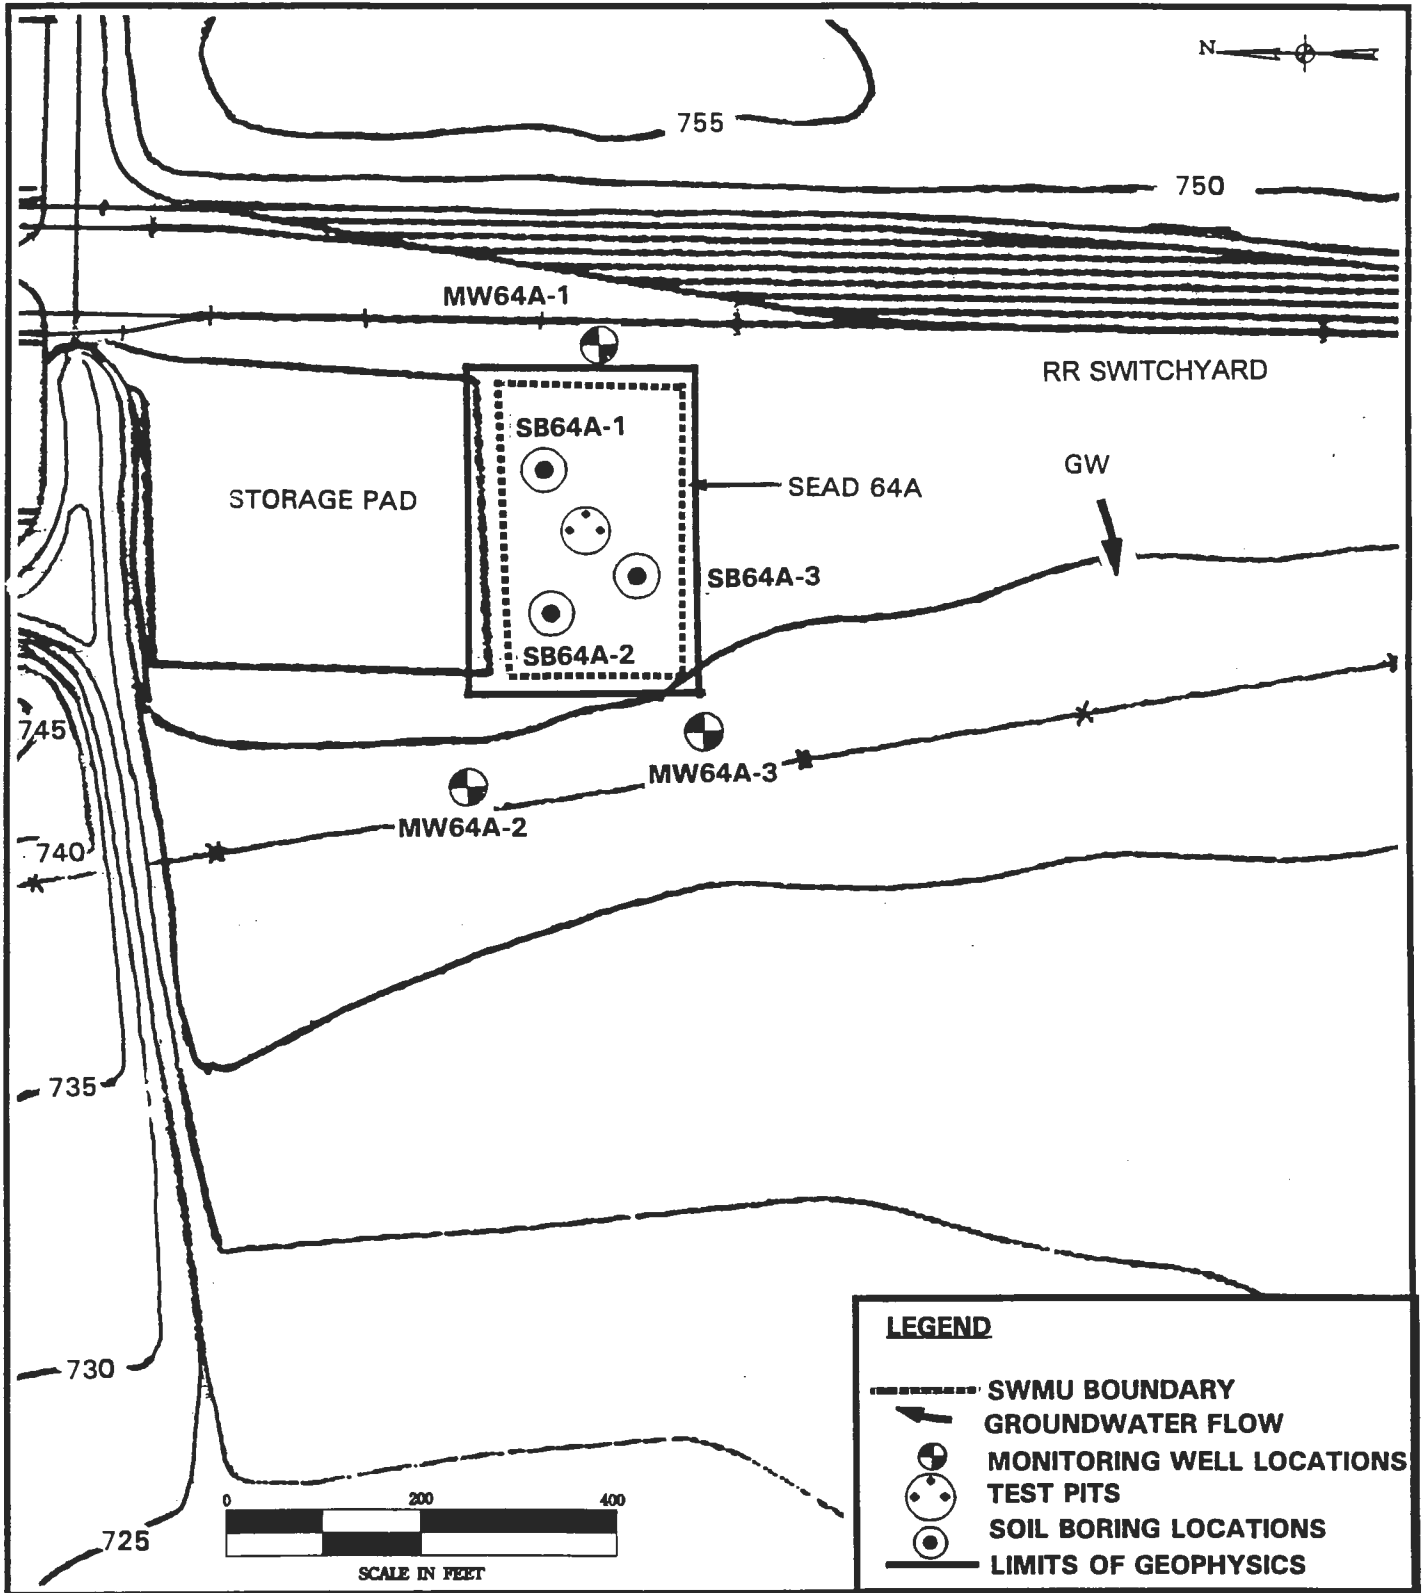 N
755
750
MW64A-1
RR SWITCHYARD
SB64A-1
GW
STORAGE PAD
SEAD 64A
SB64A-3
SB64A-2
745
MW64A-3
MW64A-2
740
735
LEGEND
730
SWMU BOUNDARY
GROUNDWATER FLOW
MONITORING WELL LOCATIONS
TEST PITS
SOIL BORING LOCATIONS
LIMITS OF GEOPHYSICS
0 200 400
725
SCALE IN FEET